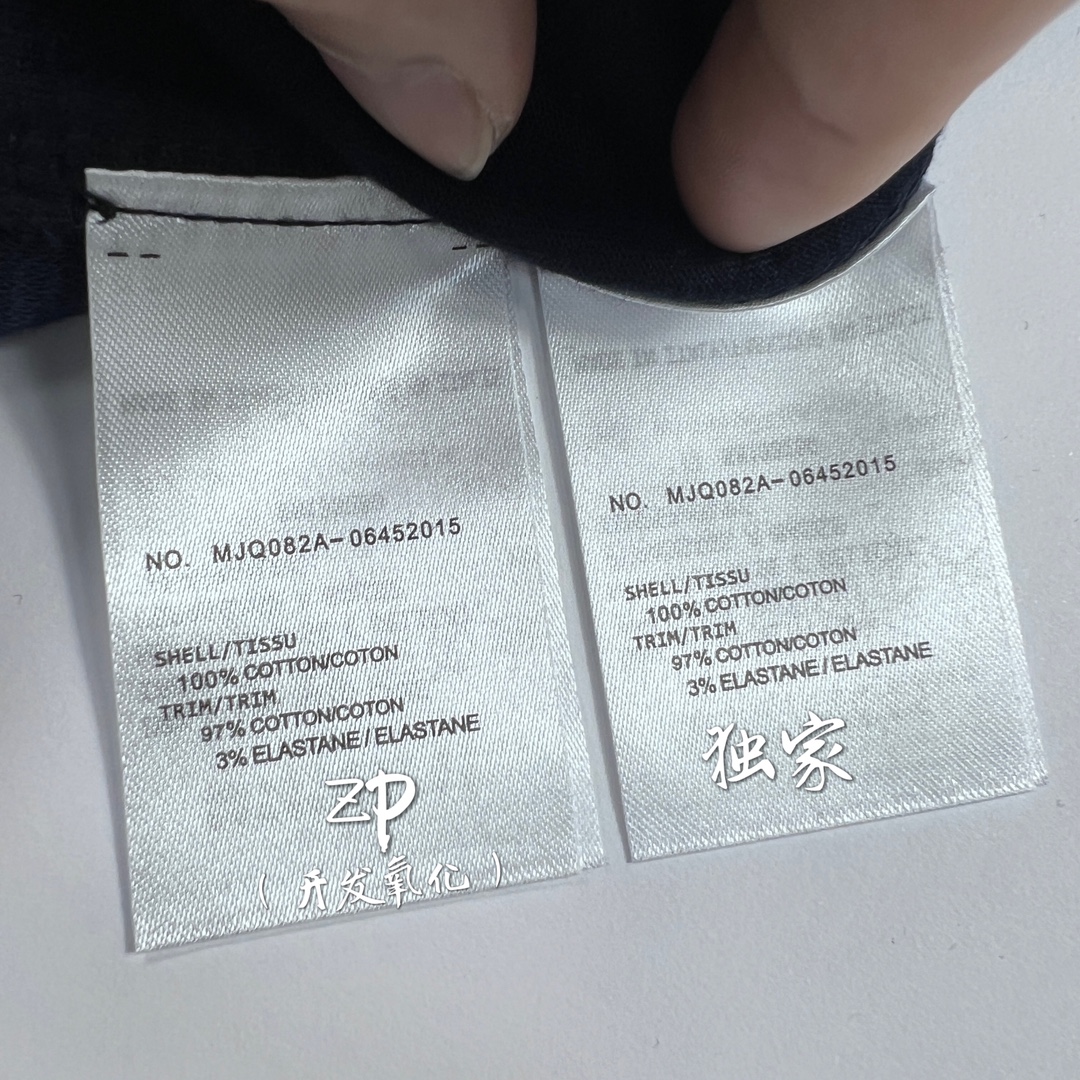 NO. MJQ082A-06452015
SHELL/TISSU
100% COTTON/COTON
TRIM/TRIM
97% COTTON/COTON
3% ELASTANE/ELASTANE
ZP
(开发氧化)
NO. MJQ082A-06452015
SHELL/TISSU
100% COTTON/COTON
TRIM/TRIM
97% COTTON/COTON
3% ELASTANE/ELASTANE
独家